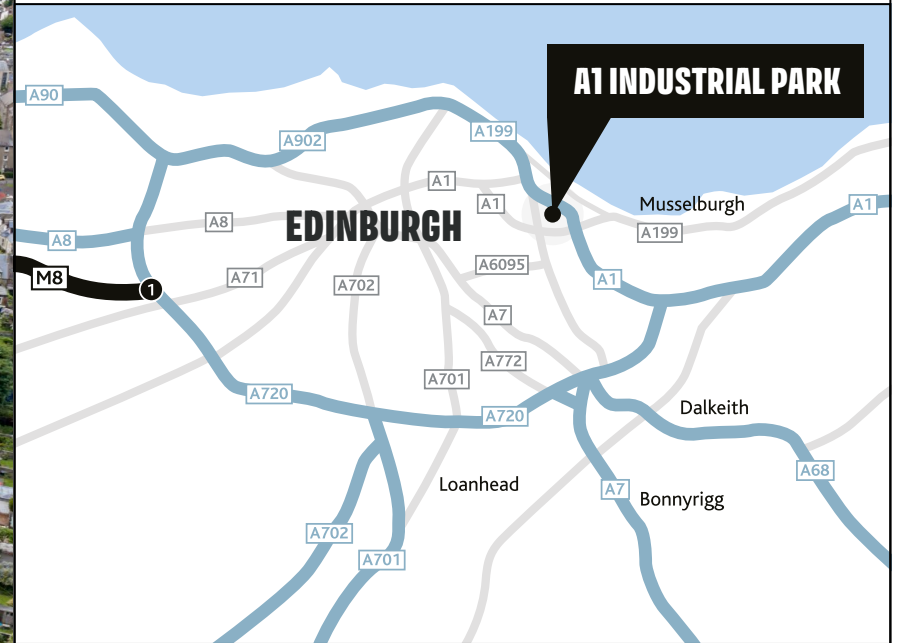 A1 INDUSTRIAL PARK
A90
A902
A199
A1
A1
Musselburgh
A1
A8
EDINBURGH
A199
A8
A6095
M8
1
A71
A702
A1
A7
A772
A701
A720
A720
Dalkeith
A68
Loanhead
A7
Bonnyrigg
A702
A701